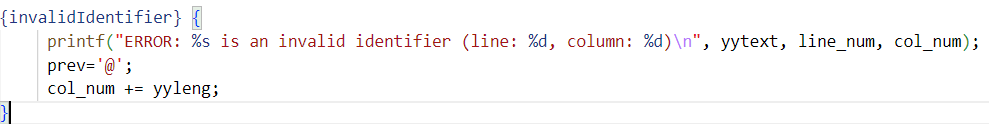 {invalidIdentifier} {
printf("ERROR: %s is an invalid identifier (line: %d, column: %d)\n", yytext, line_num, col_num);
prev='@';
col_num += yyleng;
}